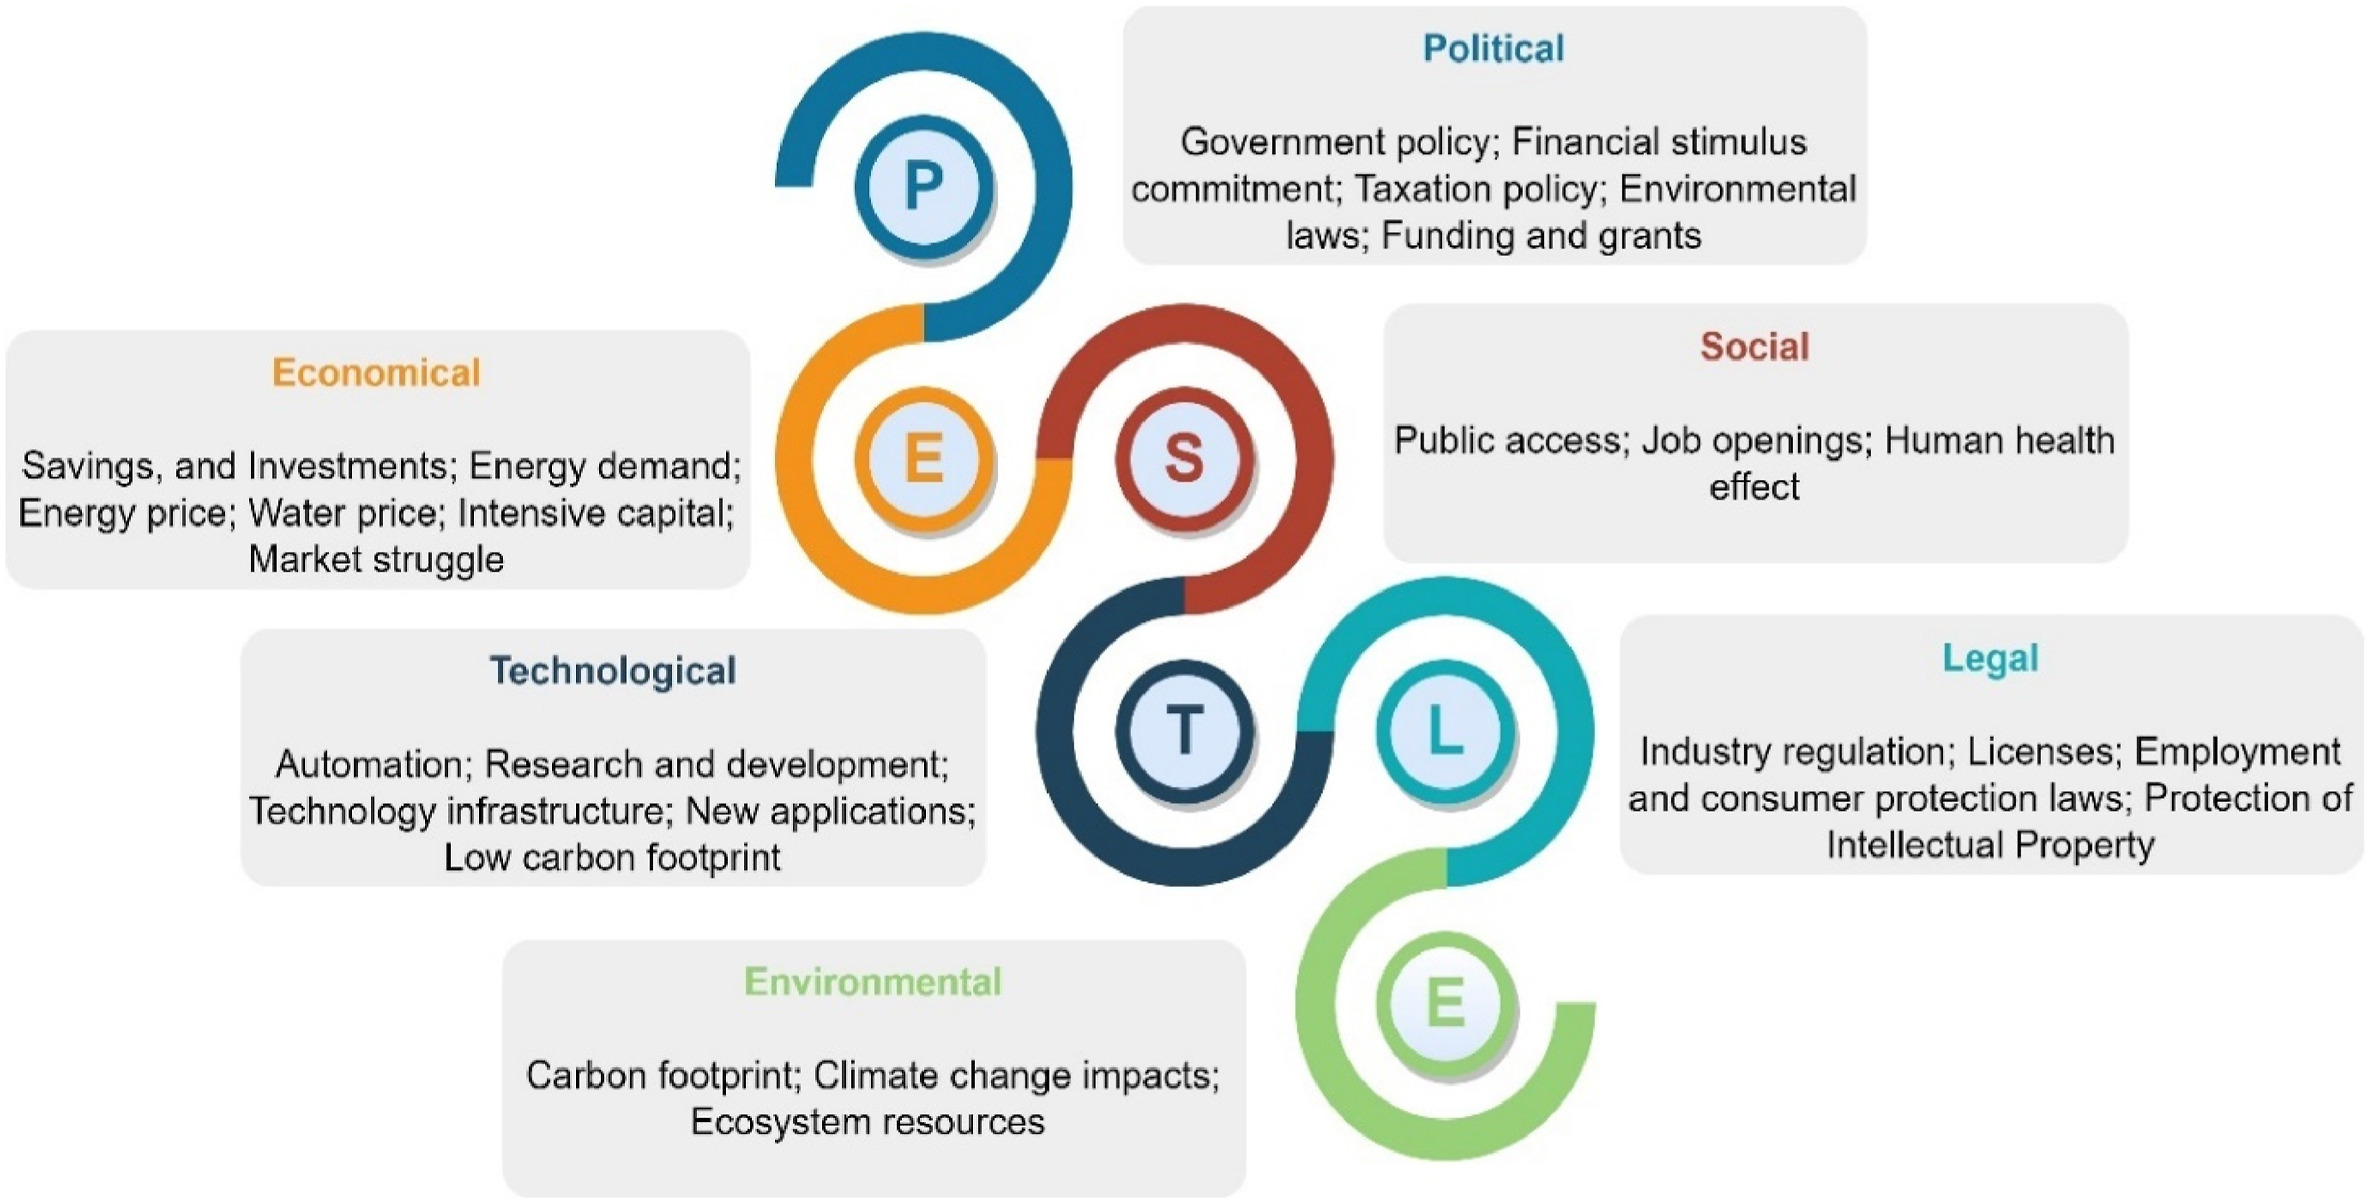 P
Political
Government policy; Financial stimulus
commitment; Taxation policy; Environmental
laws; Funding and grants
Economical
Savings, and Investments; Energy demand;
Energy price; Water price; Intensive capital;
Market struggle
E
S
Social
Public access; Job openings; Human health
effect
Technological
Automation; Research and development;
Technology infrastructure; New applications;
Low carbon footprint
T
L
Legal
Industry regulation; Licenses; Employment
and consumer protection laws; Protection of
Intellectual Property
Environmental
Carbon footprint; Climate change impacts;
Ecosystem resources
E